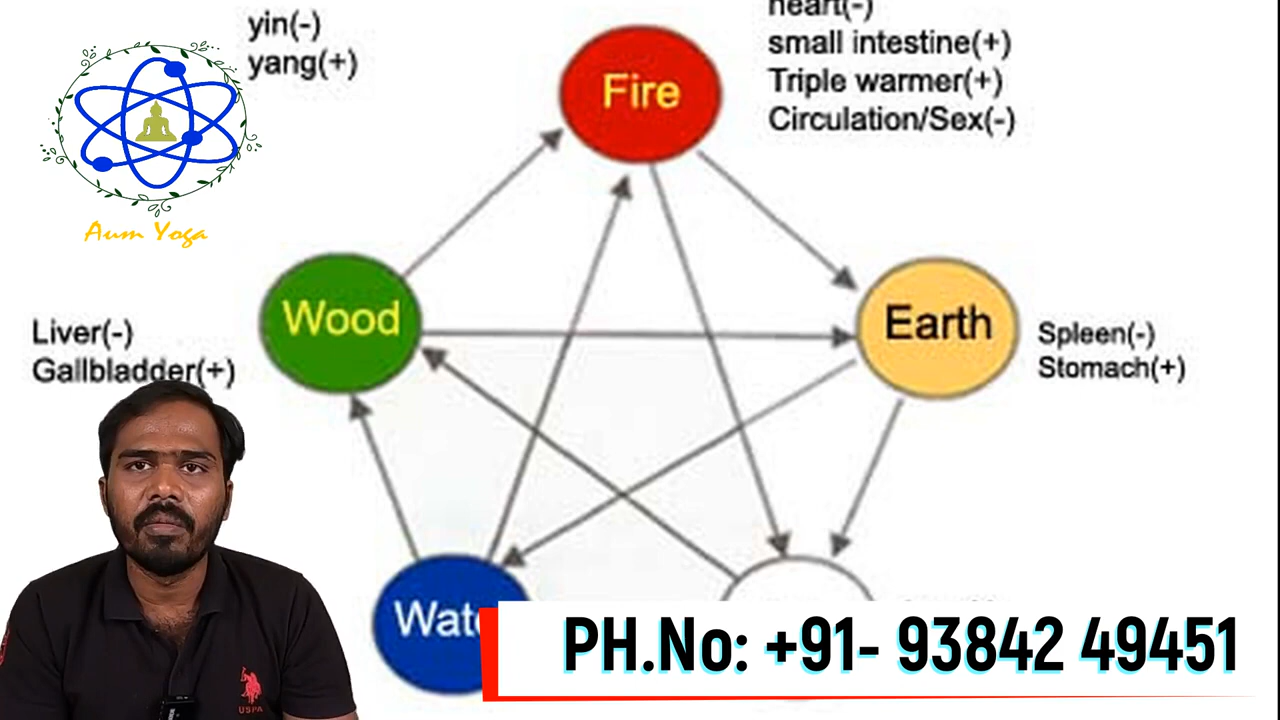 yin(-)
yang(+)
heart(-)
small intestine(+)
Triple warmer(+)
Circulation/Sex(-)
Fire
Aum Yoga
Wood
Earth
Liver(-)
Gallbladder(+)
Spleen(-)
Stomach(+)
PH.No: +91- 93842 49451
USPA